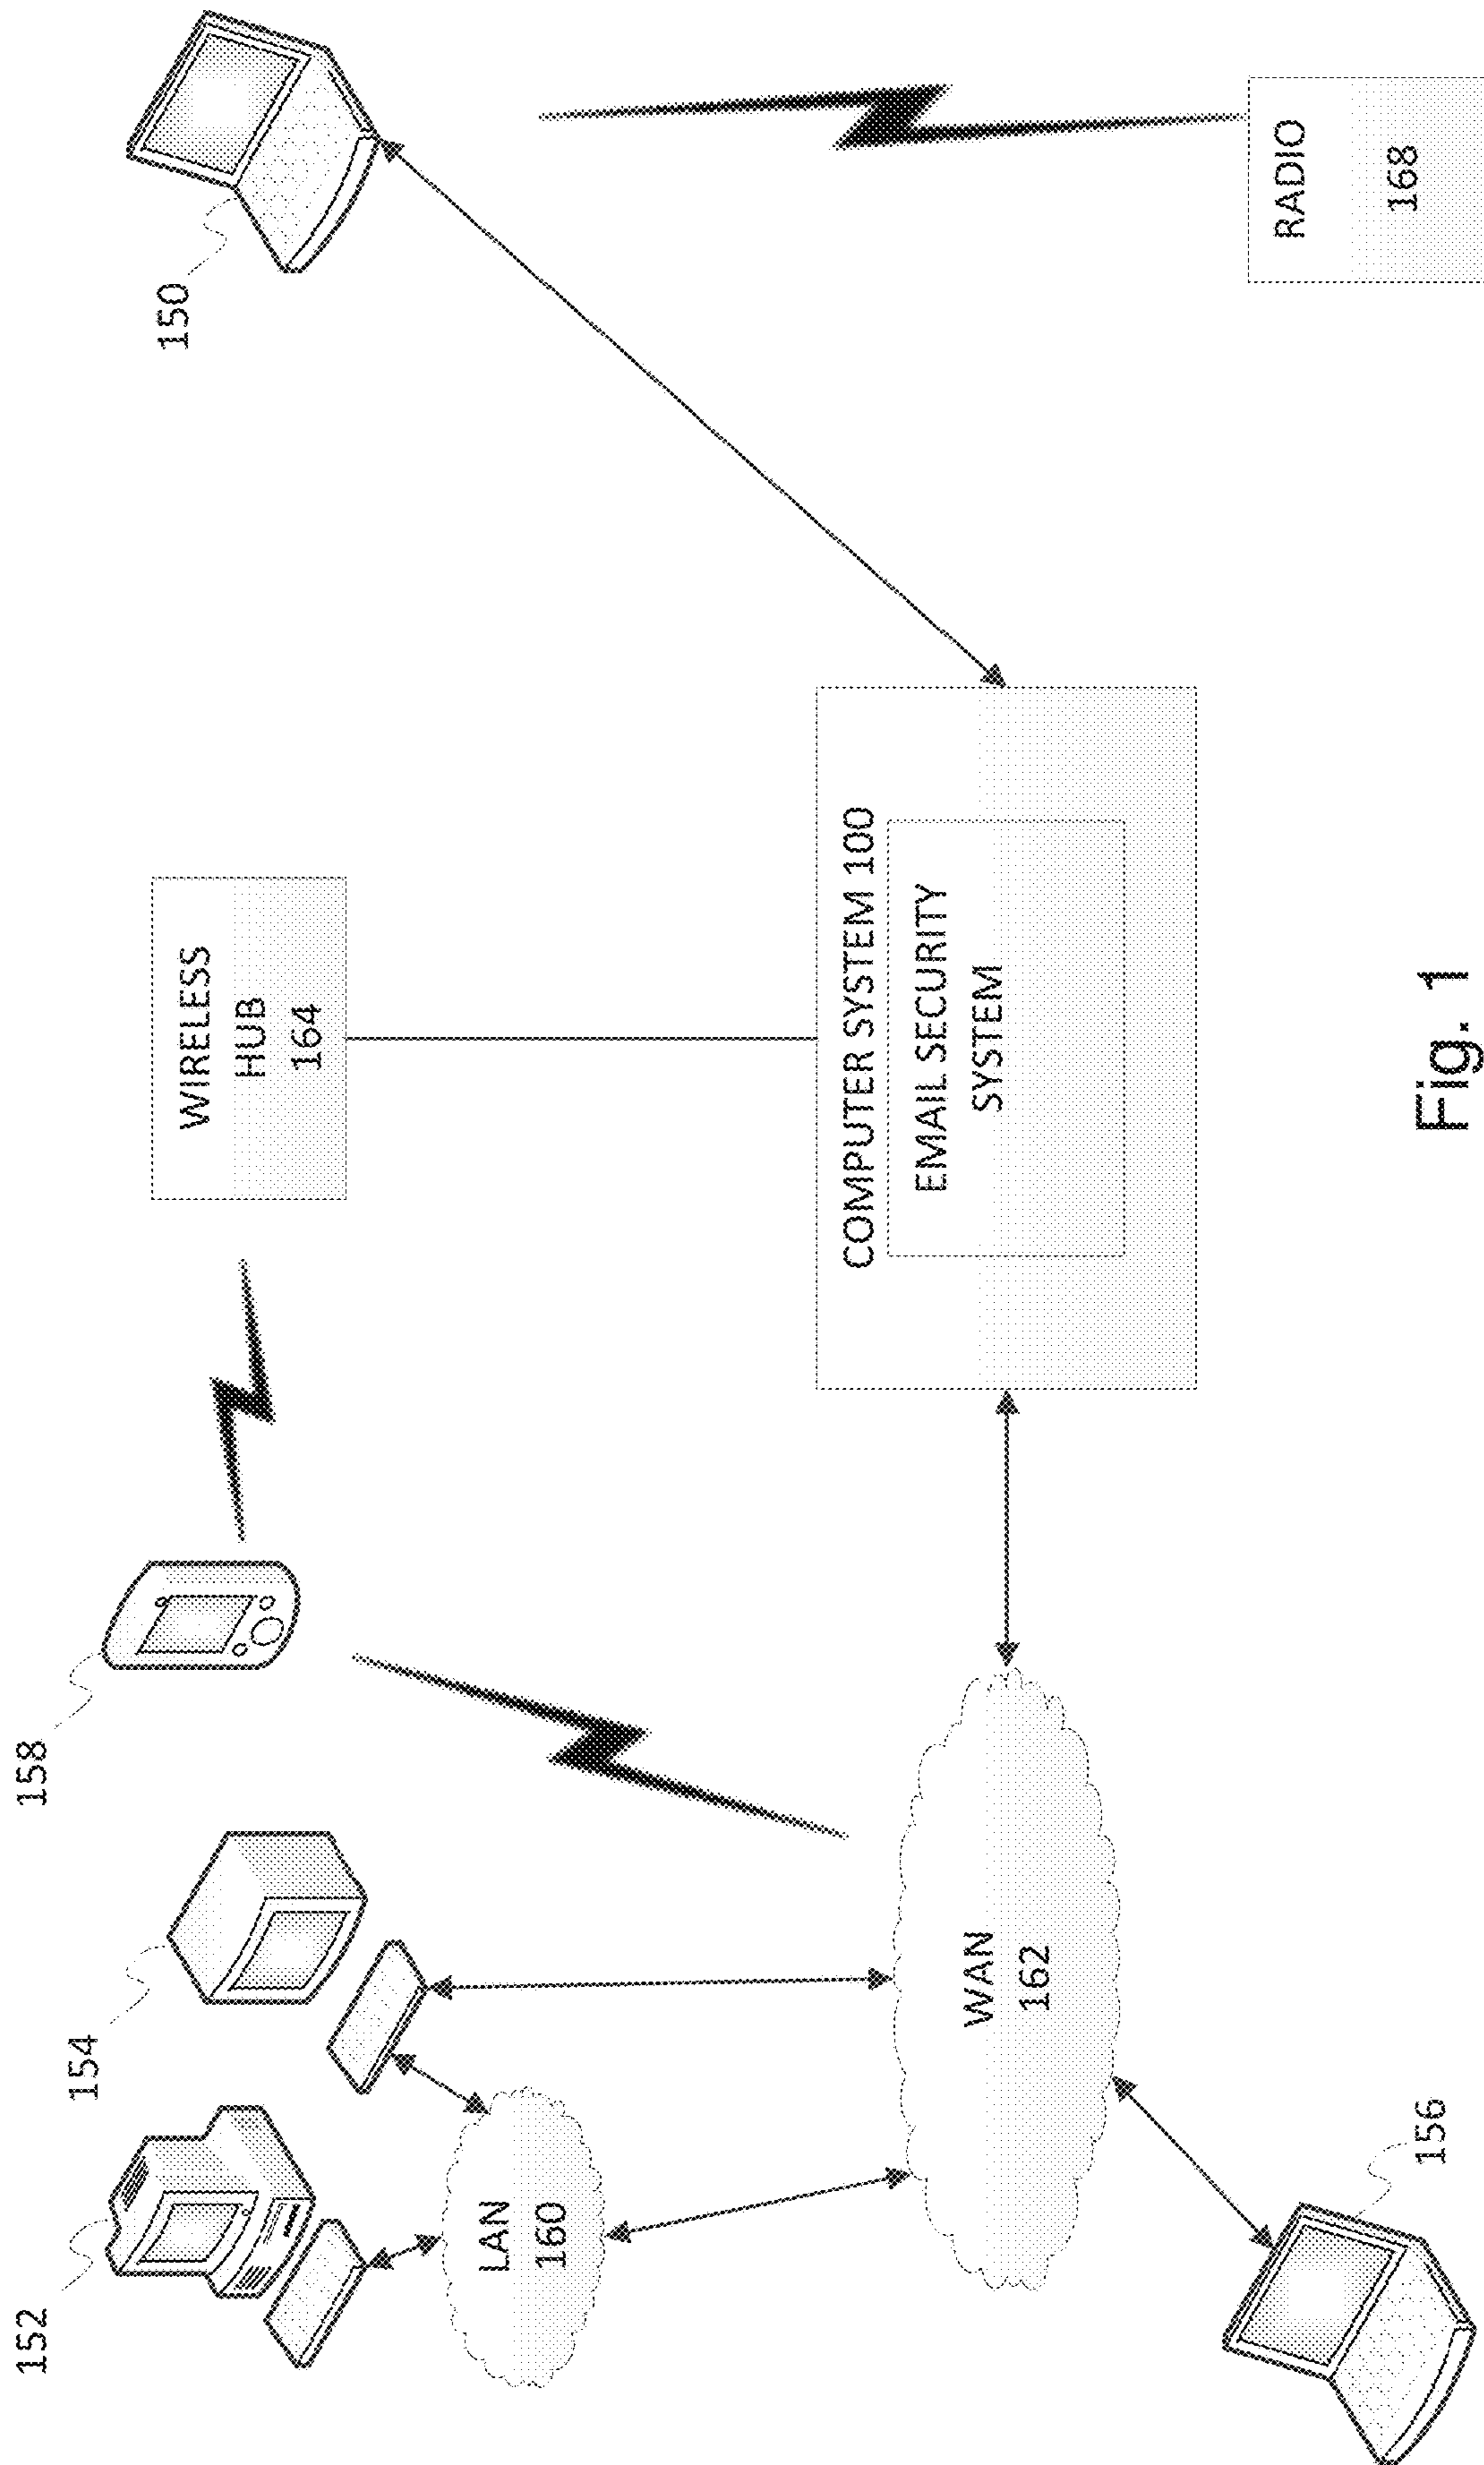 152
154
158
150
WIRELESS
HUB
164
LAN
160
COMPUTER SYSTEM 100
EMAIL SECURITY
SYSTEM
WAN
162
RADIO
168
156
Fig. 1